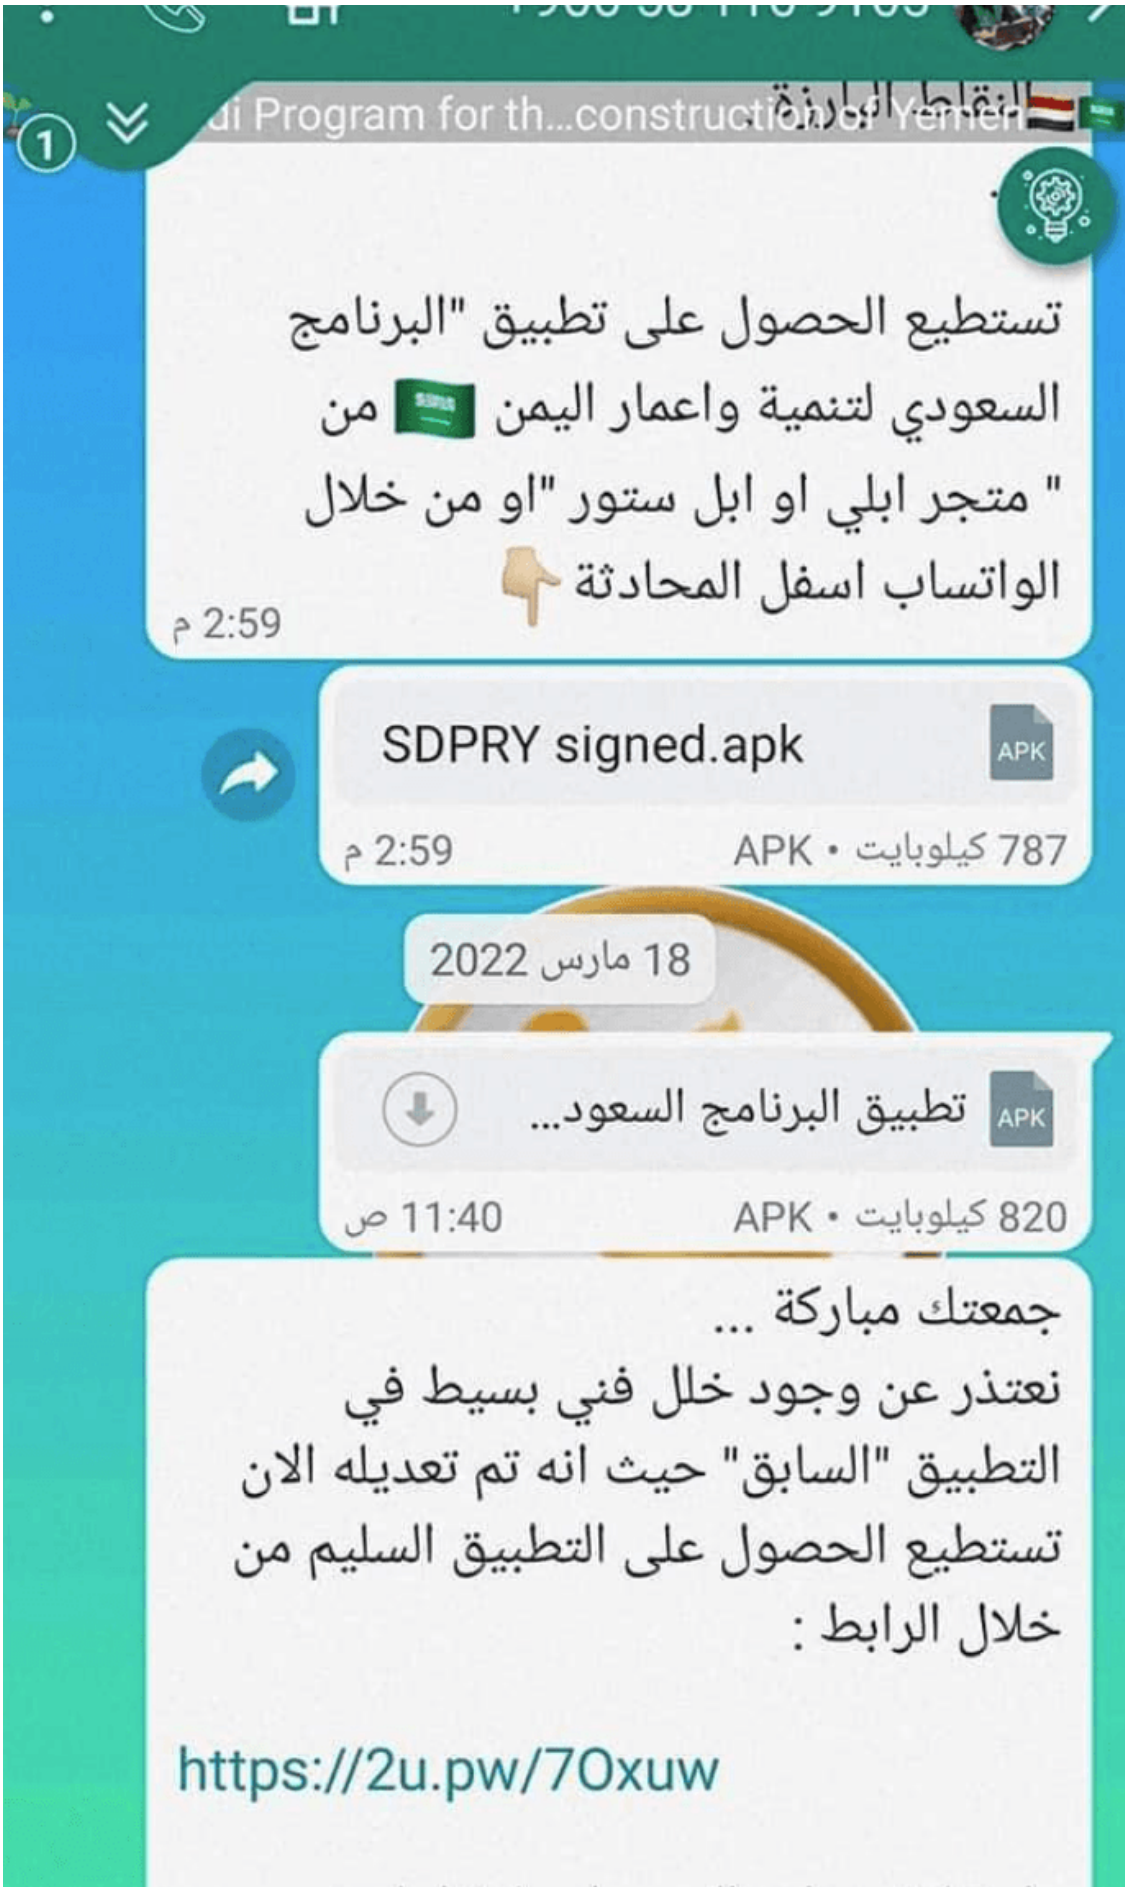 di Program for th...construction of Yemen
النقاط البارزة
1
.
تستطيع الحصول على تطبيق "البرنامج
السعودي لتنمية واعمار اليمن 🇸🇦 من
" متجر ابلي او ابل ستور "او من خلال
الواتساب اسفل المحادثة 👇🏼
2:59 م
SDPRY signed.apk
APK
787 كيلوبايت • APK
2:59 م
18 مارس 2022
تطبيق البرنامج السعود...
APK
820 كيلوبايت • APK
11:40 ص
جمعتك مباركة ...
نعتذر عن وجود خلل فني بسيط في
التطبيق "السابق" حيث انه تم تعديله الان
تستطيع الحصول على التطبيق السليم من
خلال الرابط :
https://2u.pw/7Oxuw